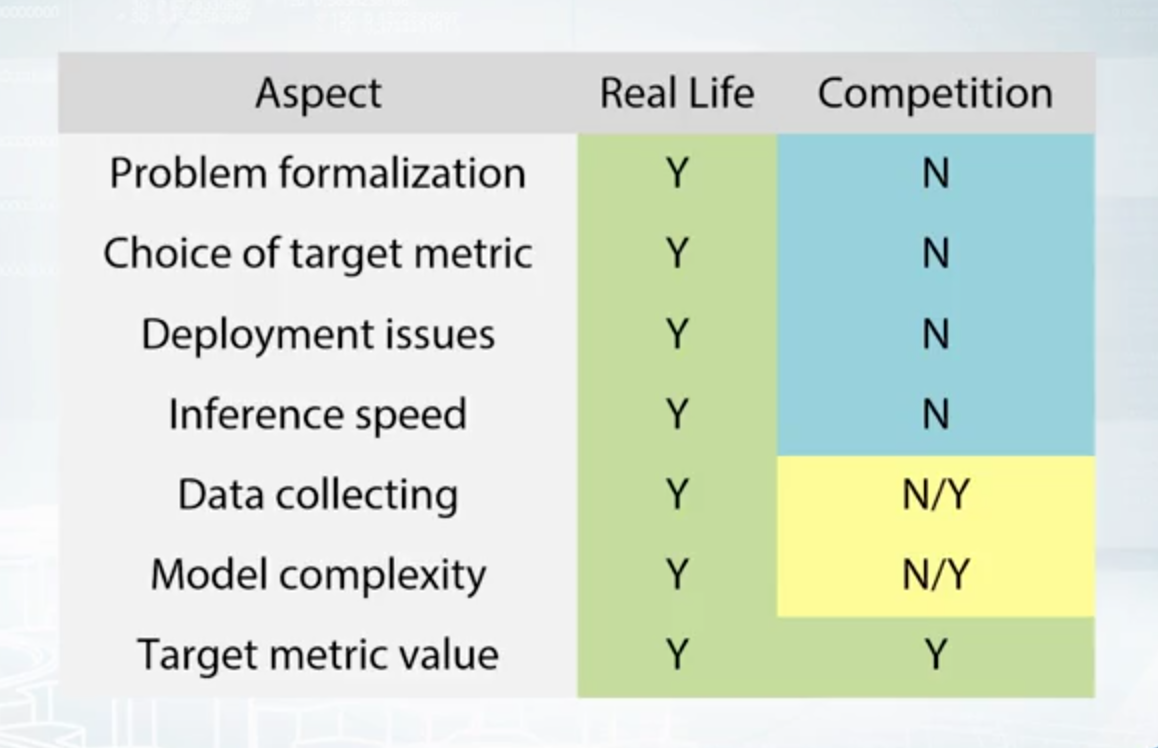 Aspect Real Life Competition
Problem formalization Y N
Choice of target metric Y N
Deployment issues Y N
Inference speed Y N
Data collecting Y N/Y
Model complexity Y N/Y
Target metric value Y Y